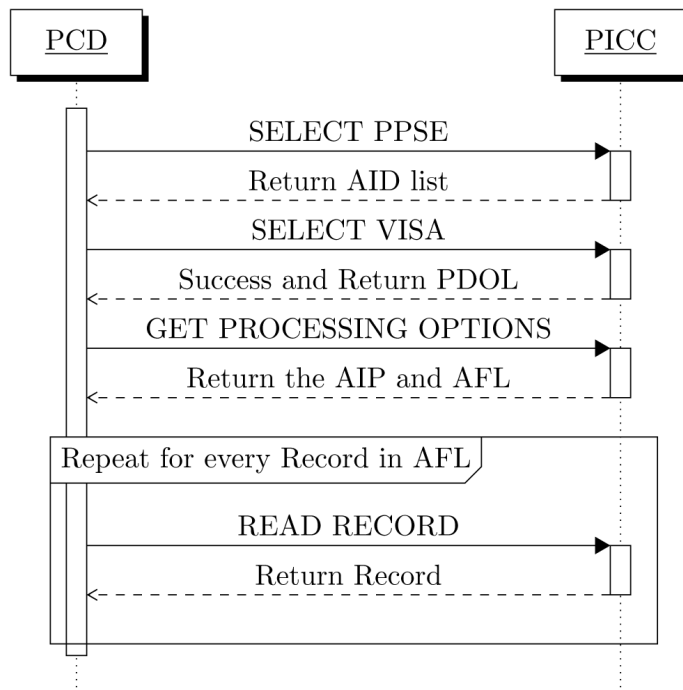 PCD
PICC
SELECT PPSE
Return AID list
SELECT VISA
Success and Return PDOL
GET PROCESSING OPTIONS
Return the AIP and AFL
Repeat for every Record in AFL
READ RECORD
Return Record